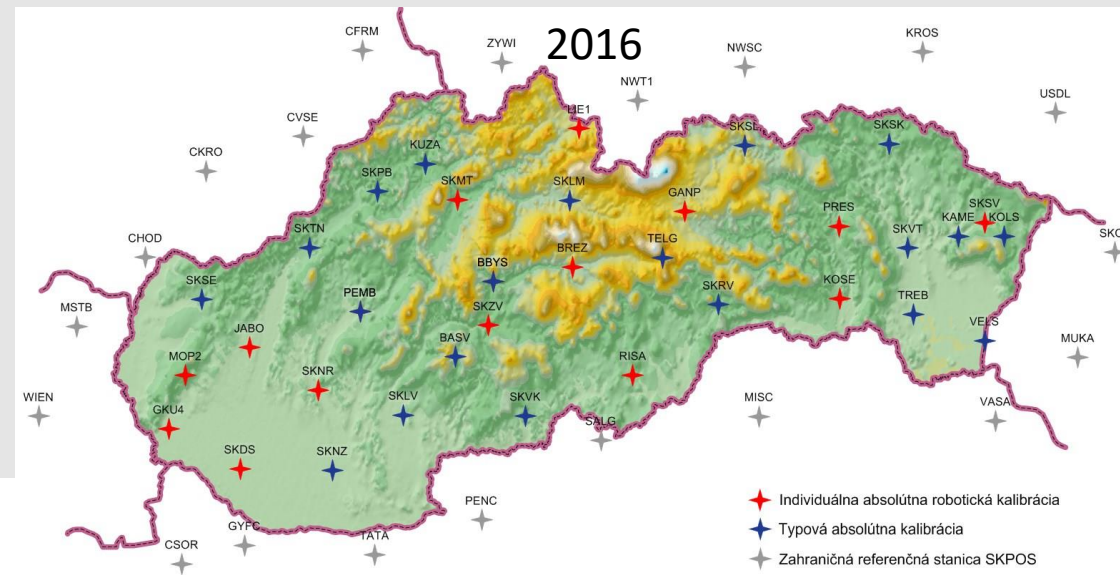 2016
CFRM
ZYWI
NWSC
KROS
NWT1
USDL
CVSE
LIE1
SKSL
SKSK
CKRO
KUZA
SKPB
SKMT
SKLM
GANP
PRES
SKSV
KAME
KOLS
SKVT
CHOD
SKTN
TELG
BREZ
BBYS
SKSE
PEMB
SKRV
KOSE
TREB
MSTB
JABO
SKZV
BASV
VELS
MUKA
MOP2
SKNR
RISA
WIEN
GKU4
SKLV
SKVK
SALG
MISC
VASA
SKDS
SKNZ
PENC
GYFC
TATA
CSOR
Individuálna absolútna robotická kalibrácia
Typová absolútna kalibrácia
Zahraničná referenčná stanica SKPOS